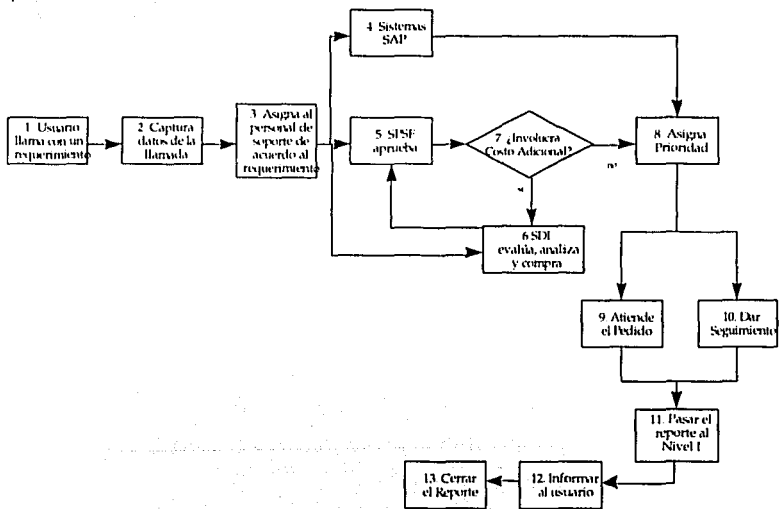 1 Usuario
llama con un
requerimiento
2 Captura
datos de la
llamada
3 Asigna al
personal de
soporte de
acuerdo al
requerimiento
4 Sistemas
SAP
5
aprueba
6 SDI
evalúa, analiza
y compra
7 ¿Involucra
Costo Adicional?
no
si
8 Asigna
Prioridad
9. Atiende
el Pedido
10. Dar
Seguimiento
11. Pasar el
reporte al
Nivel I
12. Informar
al usuario
13. Cerrar
el Reporte